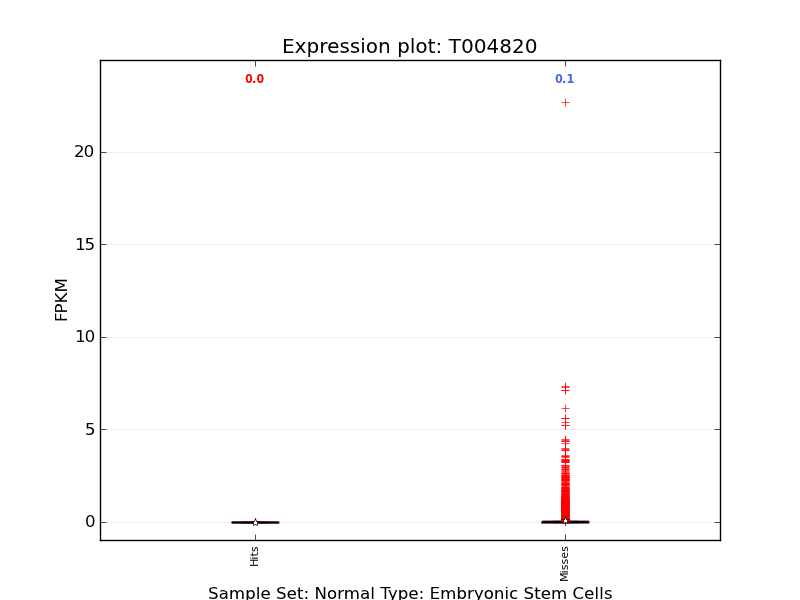 Expression plot: T004820
0.0 0.1
20
15
10
5
0
FPKM
Hits Misses
Sample Set: Normal Type: Embryonic Stem Cells